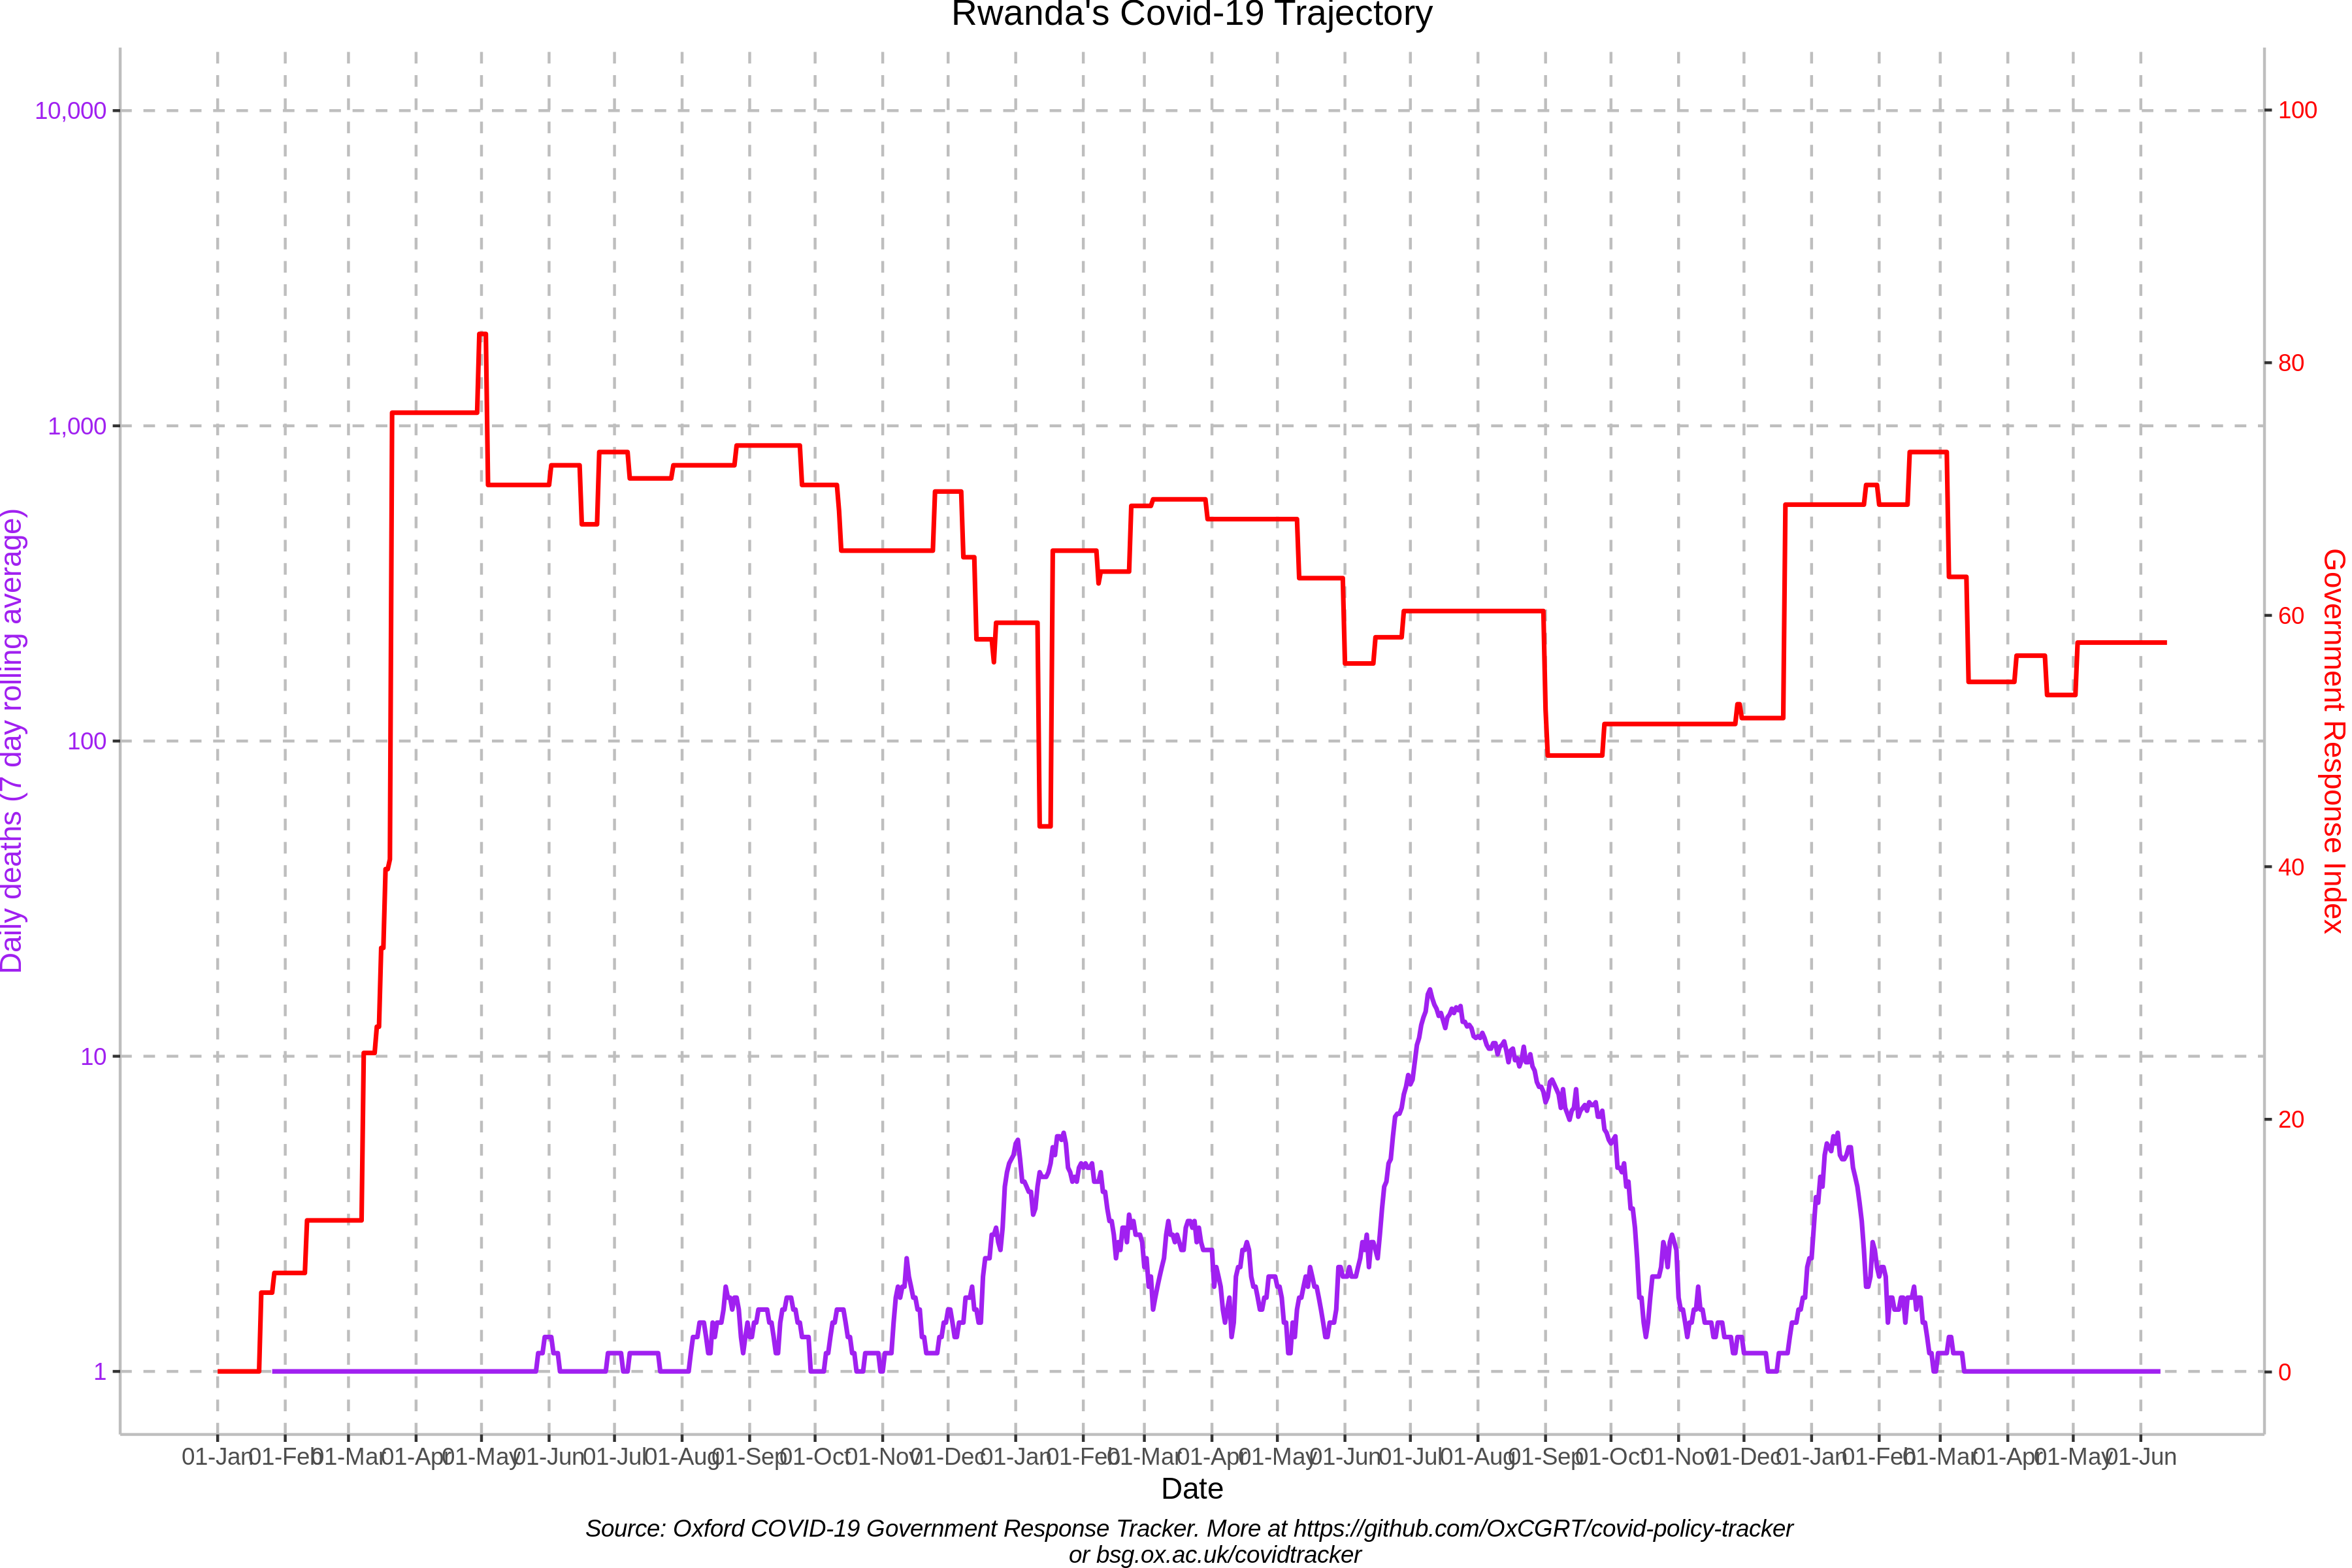 Rwanda's Covid-19 Trajectory
10,000
1,000
100
10
1
Daily deaths (7 day rolling average)
100
80
60
40
20
0
Government Response Index
01-Jan 01-Feb 01-Mar 01-Apr 01-May 01-Jun 01-Jul 01-Aug 01-Sep 01-Oct 01-Nov 01-Dec 01-Jan 01-Feb 01-Mar 01-Apr 01-May 01-Jun 01-Jul 01-Aug 01-Sep 01-Oct 01-Nov 01-Dec 01-Jan 01-Feb 01-Mar 01-Apr 01-May 01-Jun
Date
Source: Oxford COVID-19 Government Response Tracker. More at https://github.com/OxCGRT/covid-policy-tracker
or bsg.ox.ac.uk/covidtracker